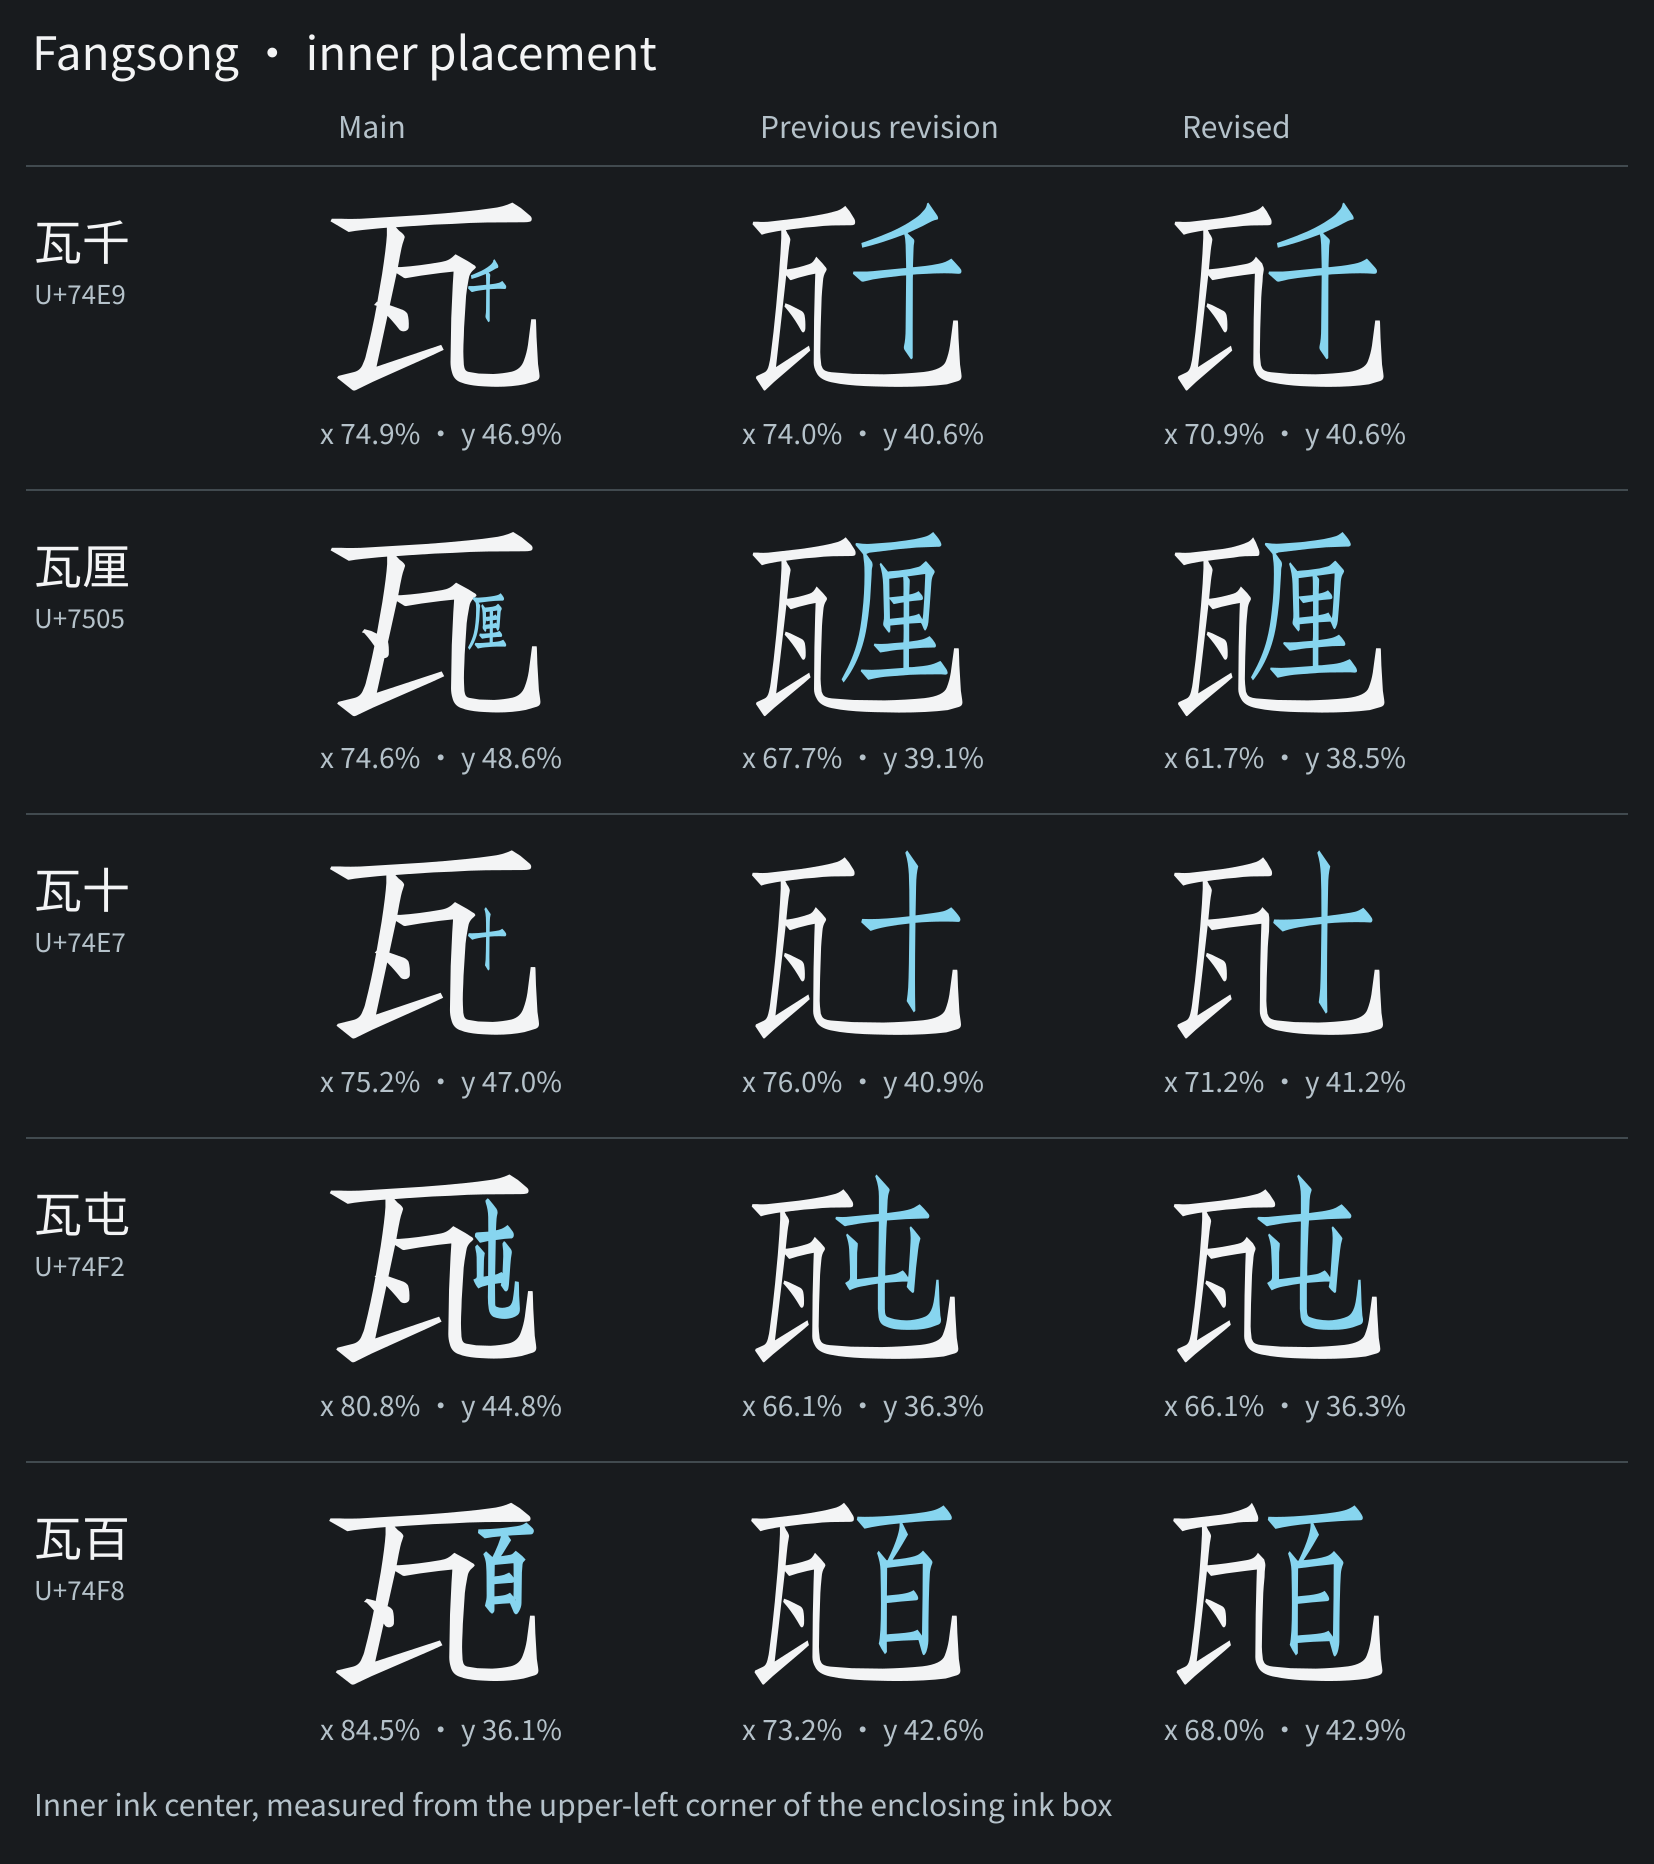 Fangsong · inner placement
Main Previous revision Revised
瓦千 瓩 瓩 瓩
U+74E9
x 74.9% · y 46.9% x 74.0% · y 40.6% x 70.9% · y 40.6%
瓦厘 甅 甅 甅
U+7505
x 74.6% · y 48.6% x 67.7% · y 39.1% x 61.7% · y 38.5%
瓦十 瓧 瓧 瓧
U+74E7
x 75.2% · y 47.0% x 76.0% · y 40.9% x 71.2% · y 41.2%
瓦屯 瓲 瓲 瓲
U+74F2
x 80.8% · y 44.8% x 66.1% · y 36.3% x 66.1% · y 36.3%
瓦百 瓸 瓸 瓸
U+74F8
x 84.5% · y 36.1% x 73.2% · y 42.6% x 68.0% · y 42.9%
Inner ink center, measured from the upper-left corner of the enclosing ink box